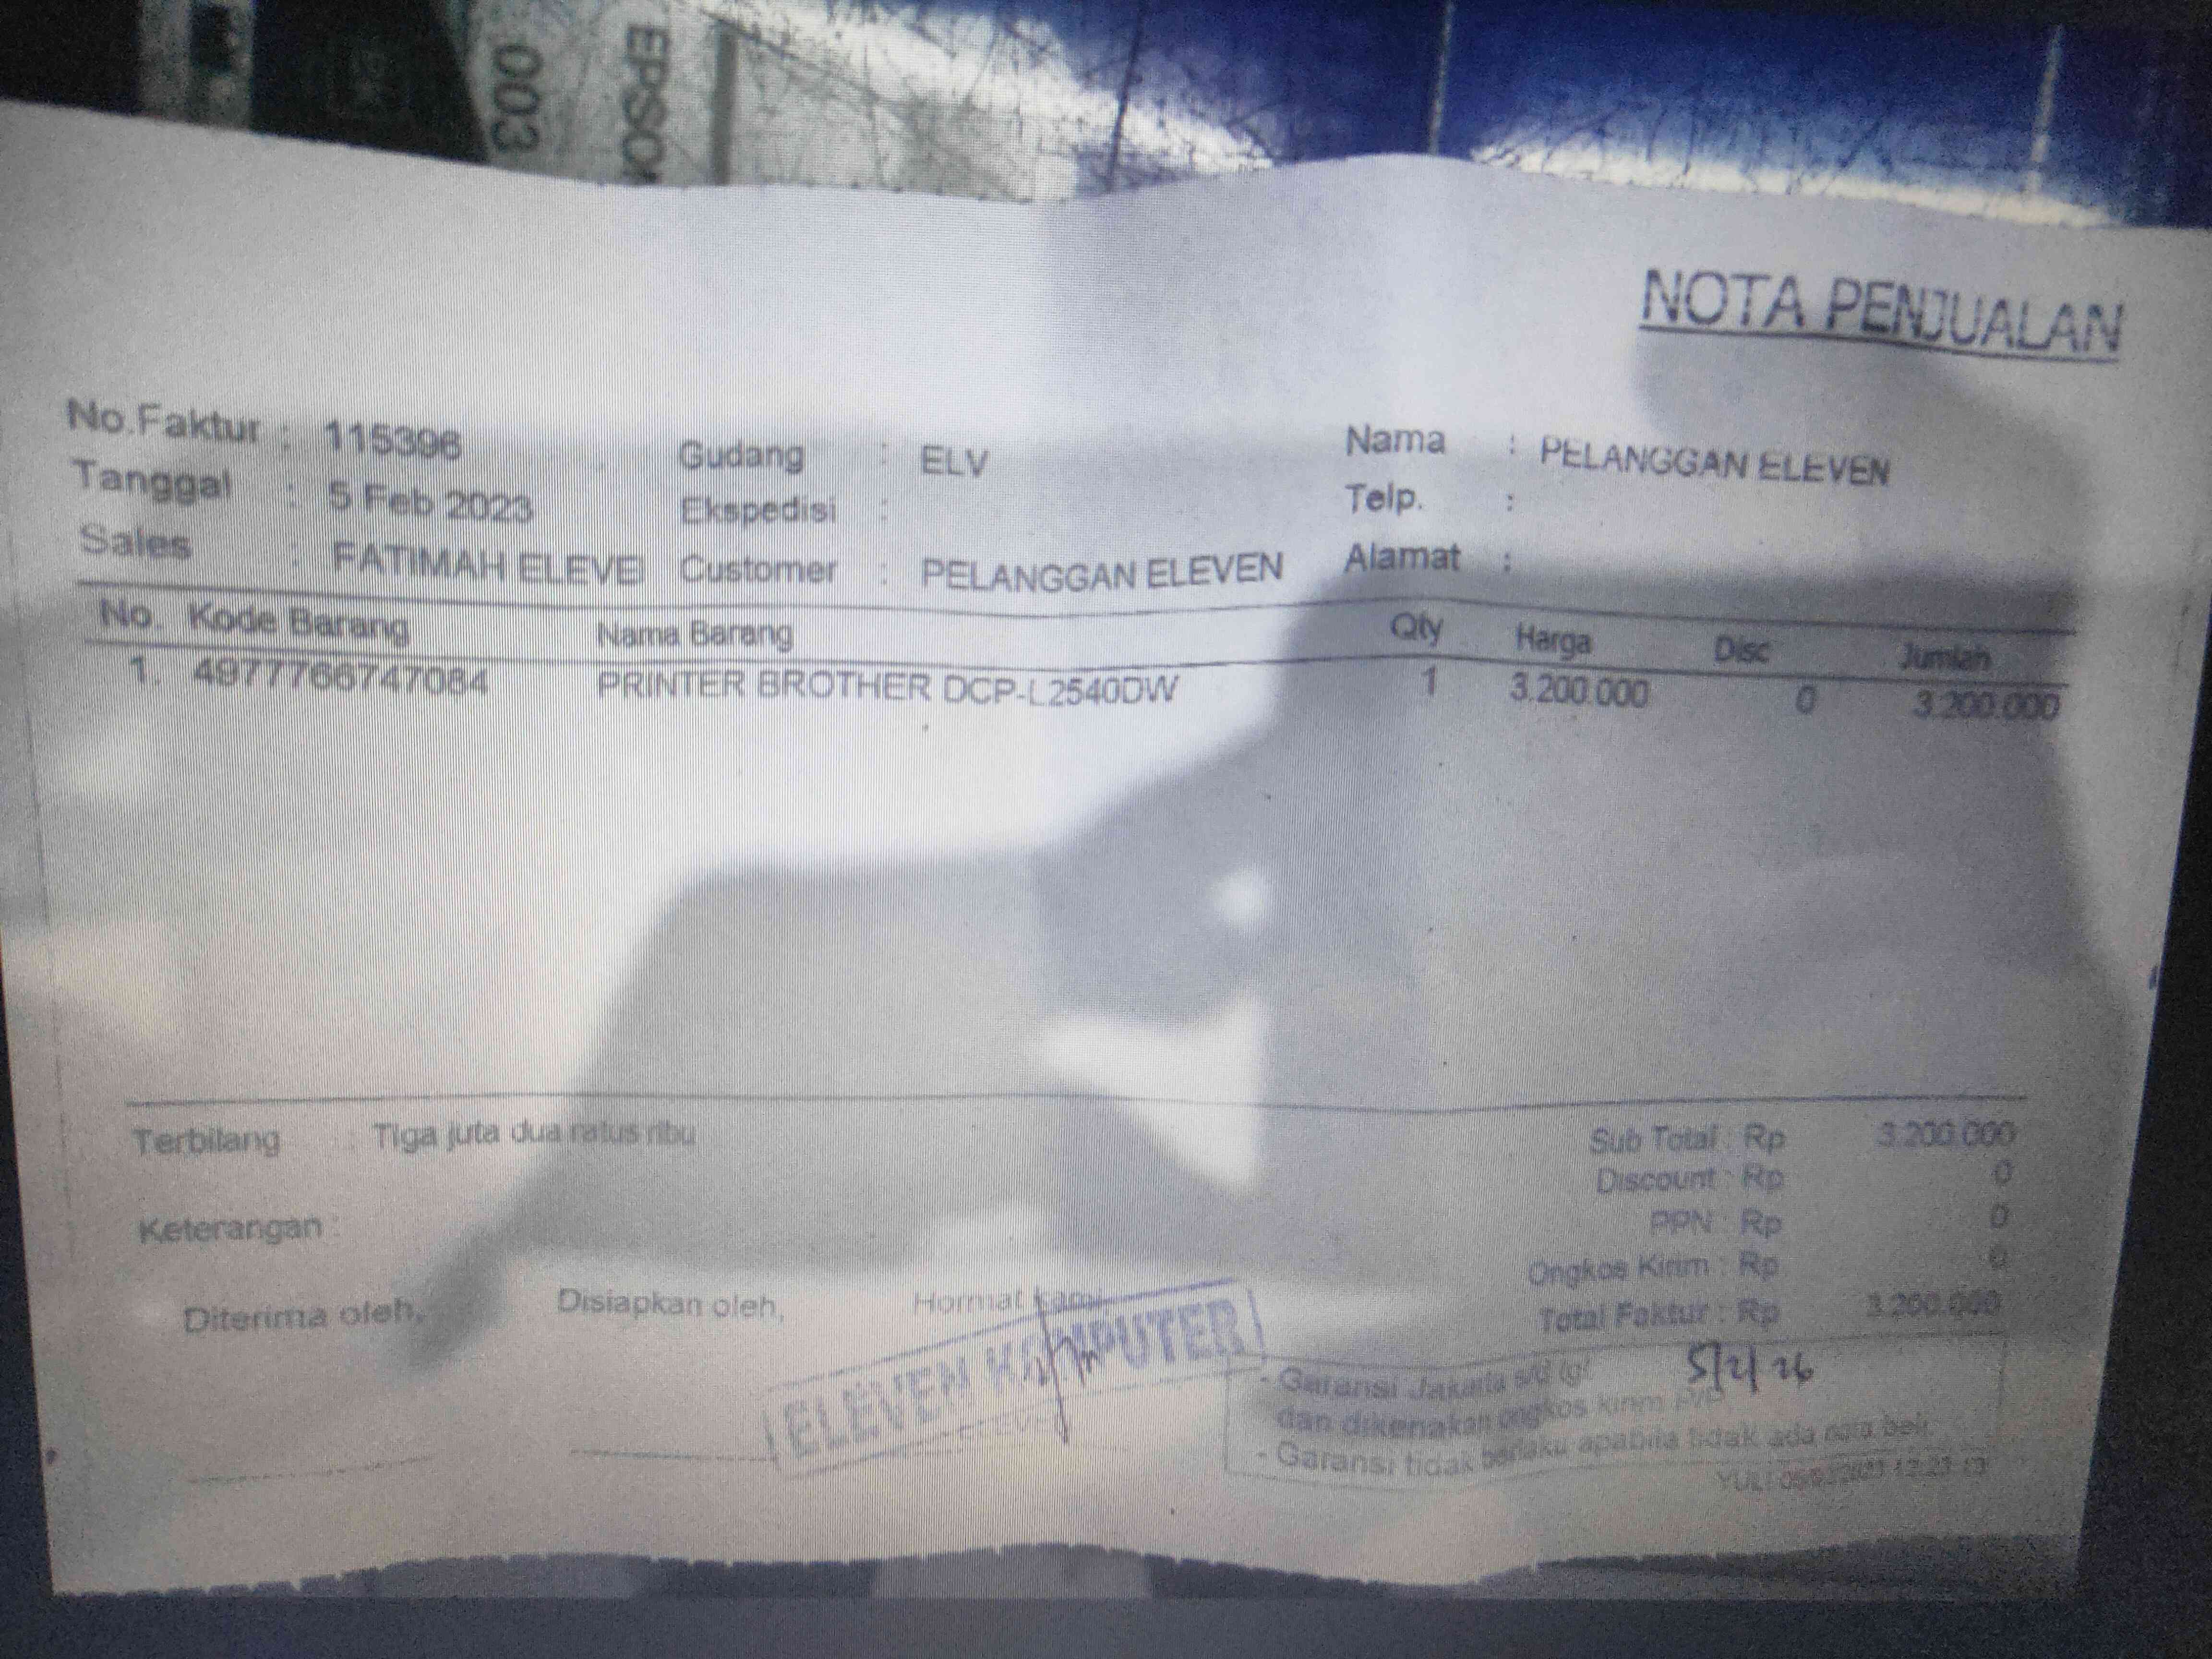 003
EPSON
NOTA PENJUALAN
No.Faktur : 115396 Gudang : ELV Nama : PELANGGAN ELEVEN
Tanggal : 5 Feb 2023 Ekspedisi : Telp. :
Sales : FATIMAH ELEVE Customer : PELANGGAN ELEVEN Alamat :
No. Kode Barang Nama Barang Qty Harga Disc Jumlah
1. 4977766747084 PRINTER BROTHER DCP-L2540DW 1 3.200.000 0 3.200.000
Terbilang : Tiga juta dua ratus ribu Sub Total : Rp 3.200.000
Discount : Rp 0
Keterangan : PPN : Rp 0
Ongkos Kirim : Rp 0
Diterima oleh, Disiapkan oleh, Hormat kami Total Faktur : Rp 3.200.000
ELEVEN KOMPUTER
- Garansi Jakarta s/d tgl 5/2/26
dan dikenakan ongkos kirim PVP
- Garansi tidak berlaku apabila tidak ada nota beli
YULI